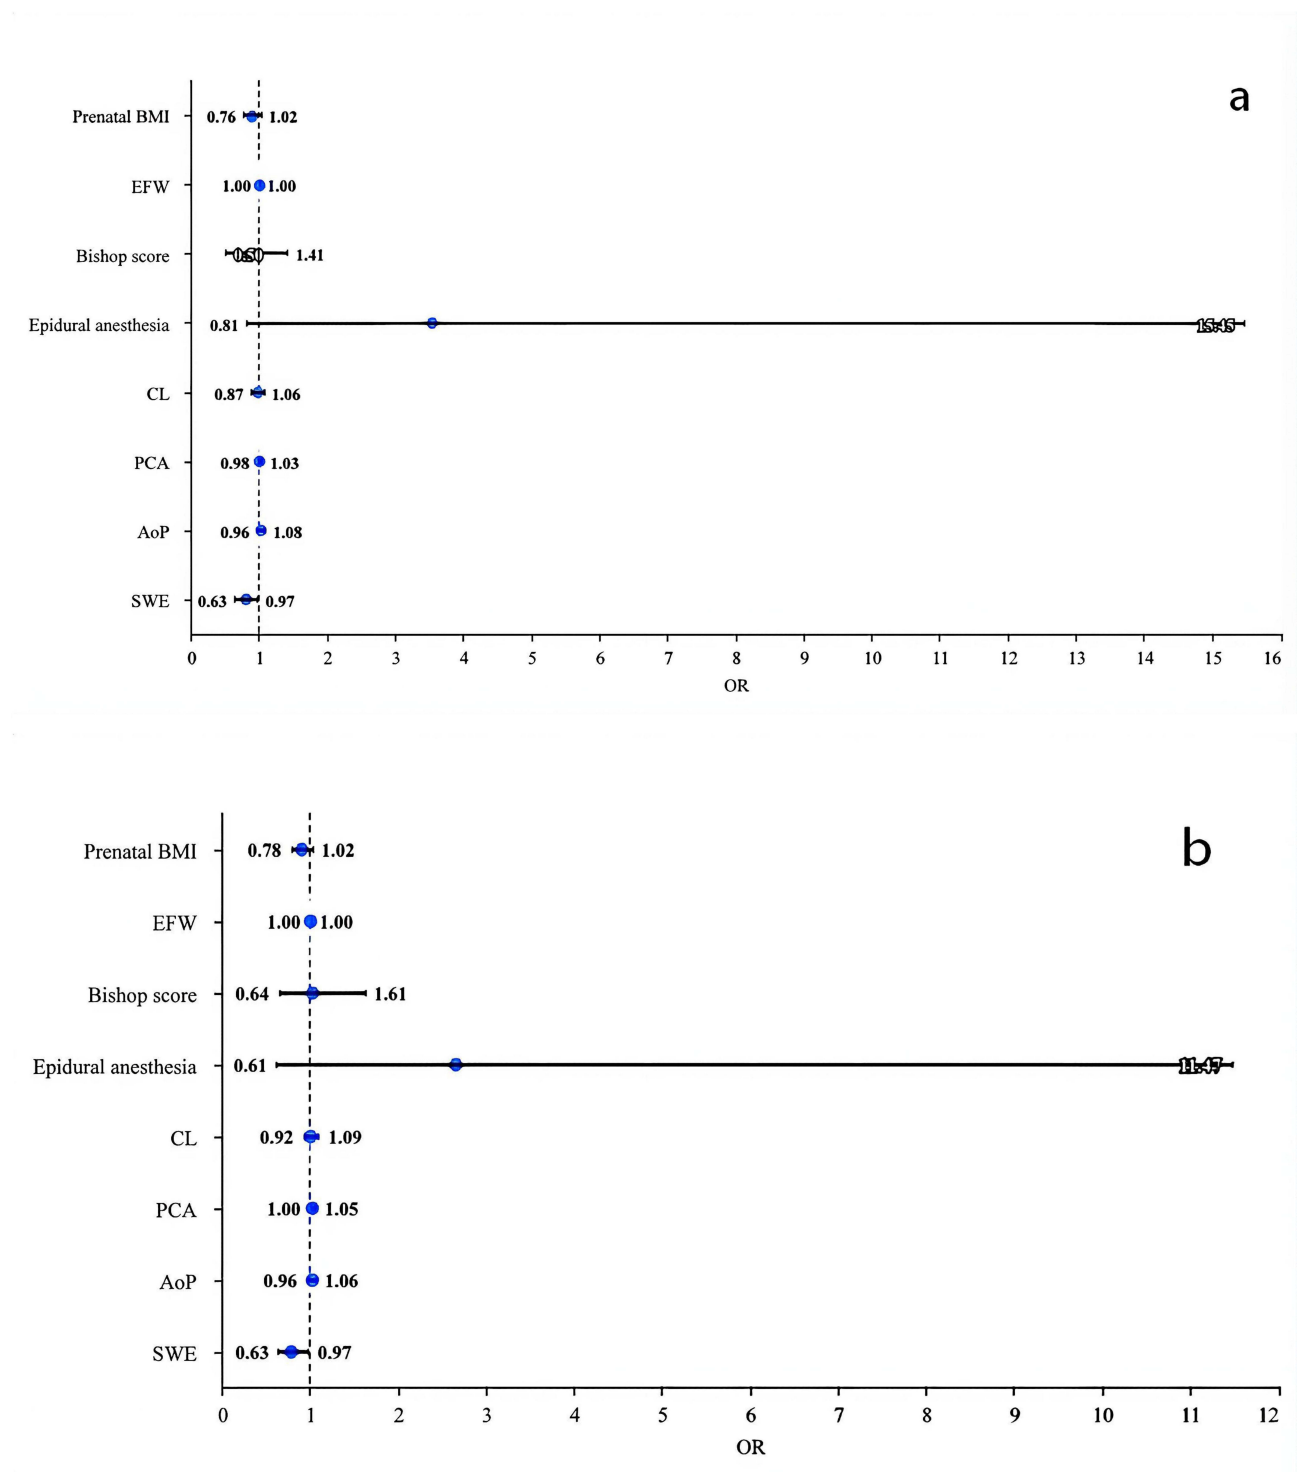 a
Prenatal BMI 0.76 1.02
EFW 1.00 1.00
Bishop score 1.41
Epidural anesthesia 0.81 15.45
CL 0.87 1.06
PCA 0.98 1.03
AoP 0.96 1.08
SWE 0.63 0.97
0 1 2 3 4 5 6 7 8 9 10 11 12 13 14 15 16
OR
b
Prenatal BMI 0.78 1.02
EFW 1.00 1.00
Bishop score 0.64 1.61
Epidural anesthesia 0.61 11.47
CL 0.92 1.09
PCA 1.00 1.05
AoP 0.96 1.06
SWE 0.63 0.97
0 1 2 3 4 5 6 7 8 9 10 11 12
OR